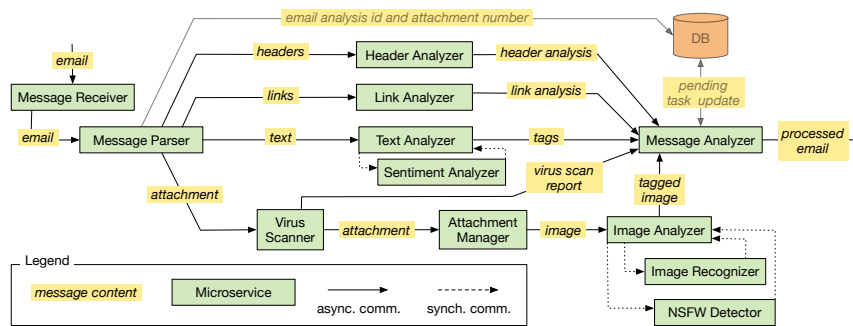 email analysis id and attachment number
DB
email
headers
Header Analyzer
header analysis
Message Receiver
links
Link Analyzer
link analysis
pending
task update
email
Message Parser
text
Text Analyzer
tags
Message Analyzer
processed
email
Sentiment Analyzer
virus scan
report
tagged
image
attachment
Virus
Scanner
attachment
Attachment
Manager
image
Image Analyzer
Image Recognizer
NSFW Detector
Legend
message content
Microservice
async. comm.
synch. comm.